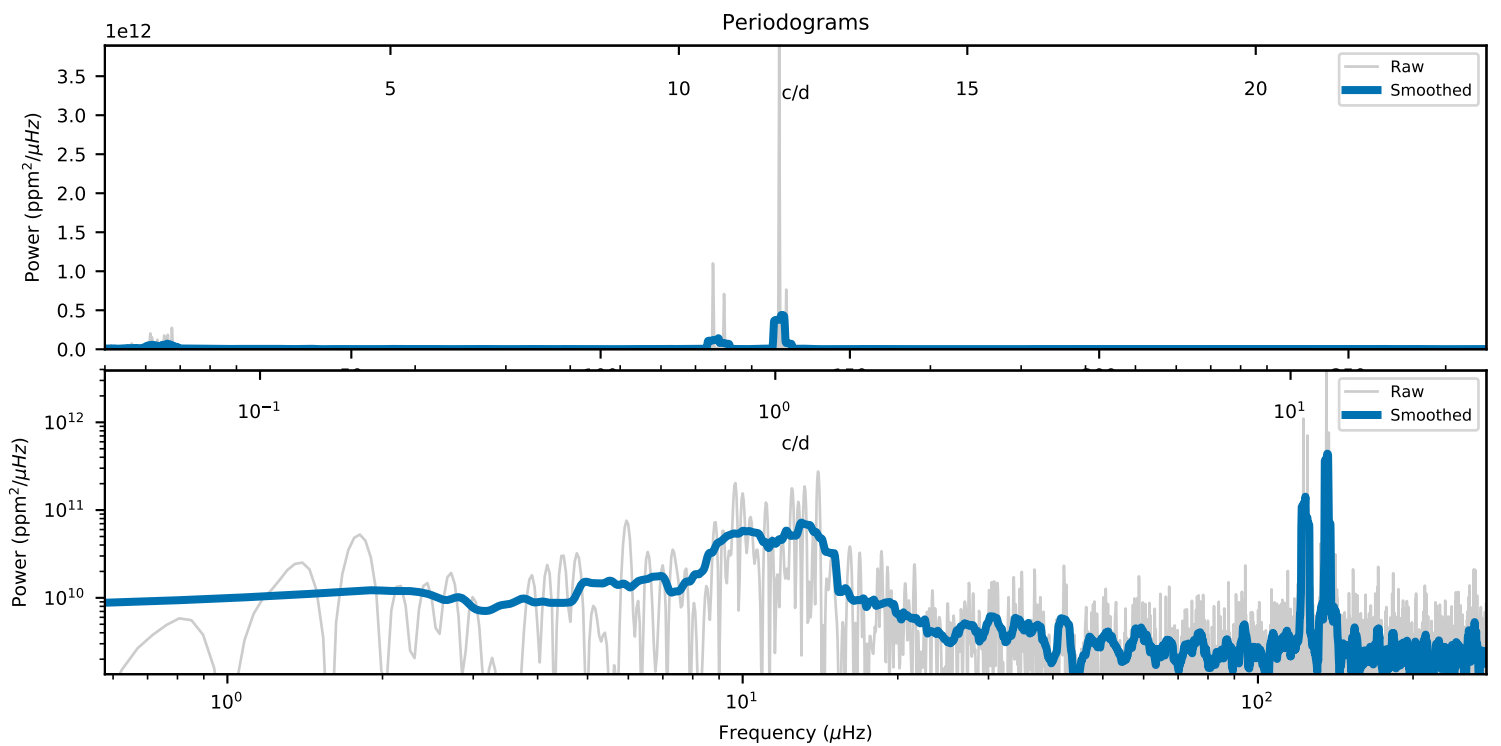 Periodograms
1e12
5 10 15 20
c/d
Raw
Smoothed
3.5
3.0
2.5
2.0
1.5
1.0
0.5
0.0
Power (ppm²/μHz)
10⁻¹ 10⁰ 10¹
c/d
Raw
Smoothed
10¹²
10¹¹
10¹⁰
Power (ppm²/μHz)
10⁰ 10¹ 10²
Frequency (μHz)